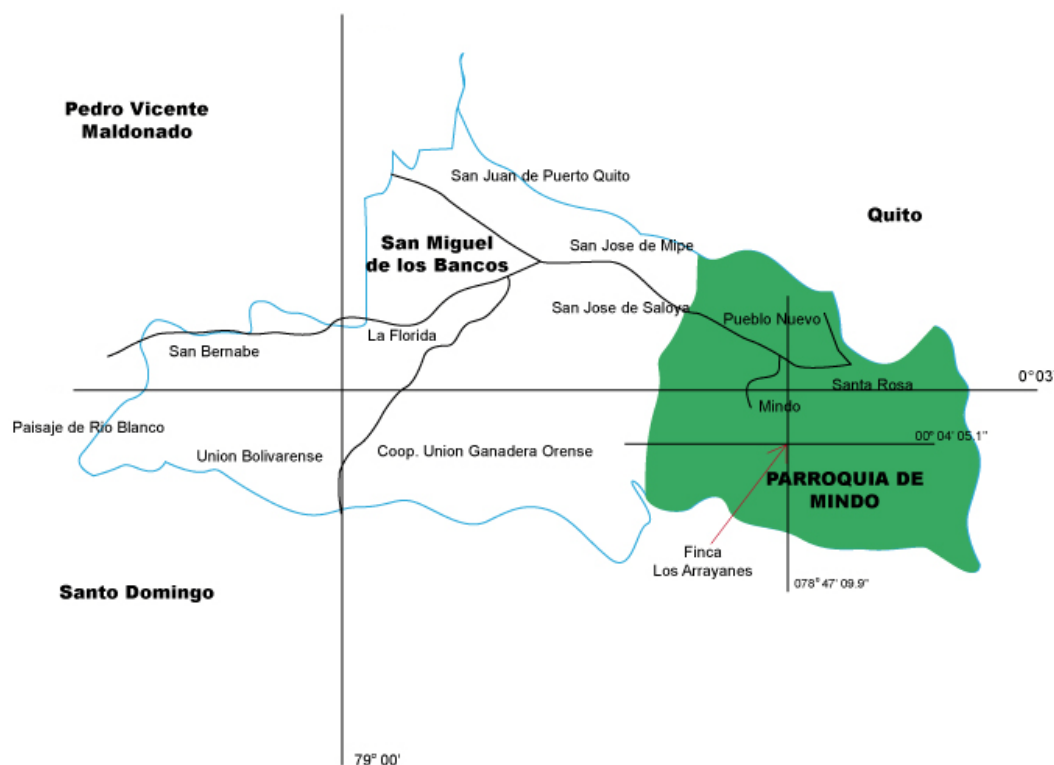 Pedro Vicente
Maldonado
San Juan de Puerto Quito
Quito
San Miguel
de los Bancos
San Jose de Mipe
San Jose de Saloya
Pueblo Nuevo
La Florida
San Bernabe
Santa Rosa
0° 03
Mindo
Paisaje de Rio Blanco
00° 04' 05.1"
Union Bolivarense
Coop. Union Ganadera Orense
PARROQUIA DE
MINDO
Finca
Los Arrayanes
078° 47' 09.9"
Santo Domingo
79° 00'